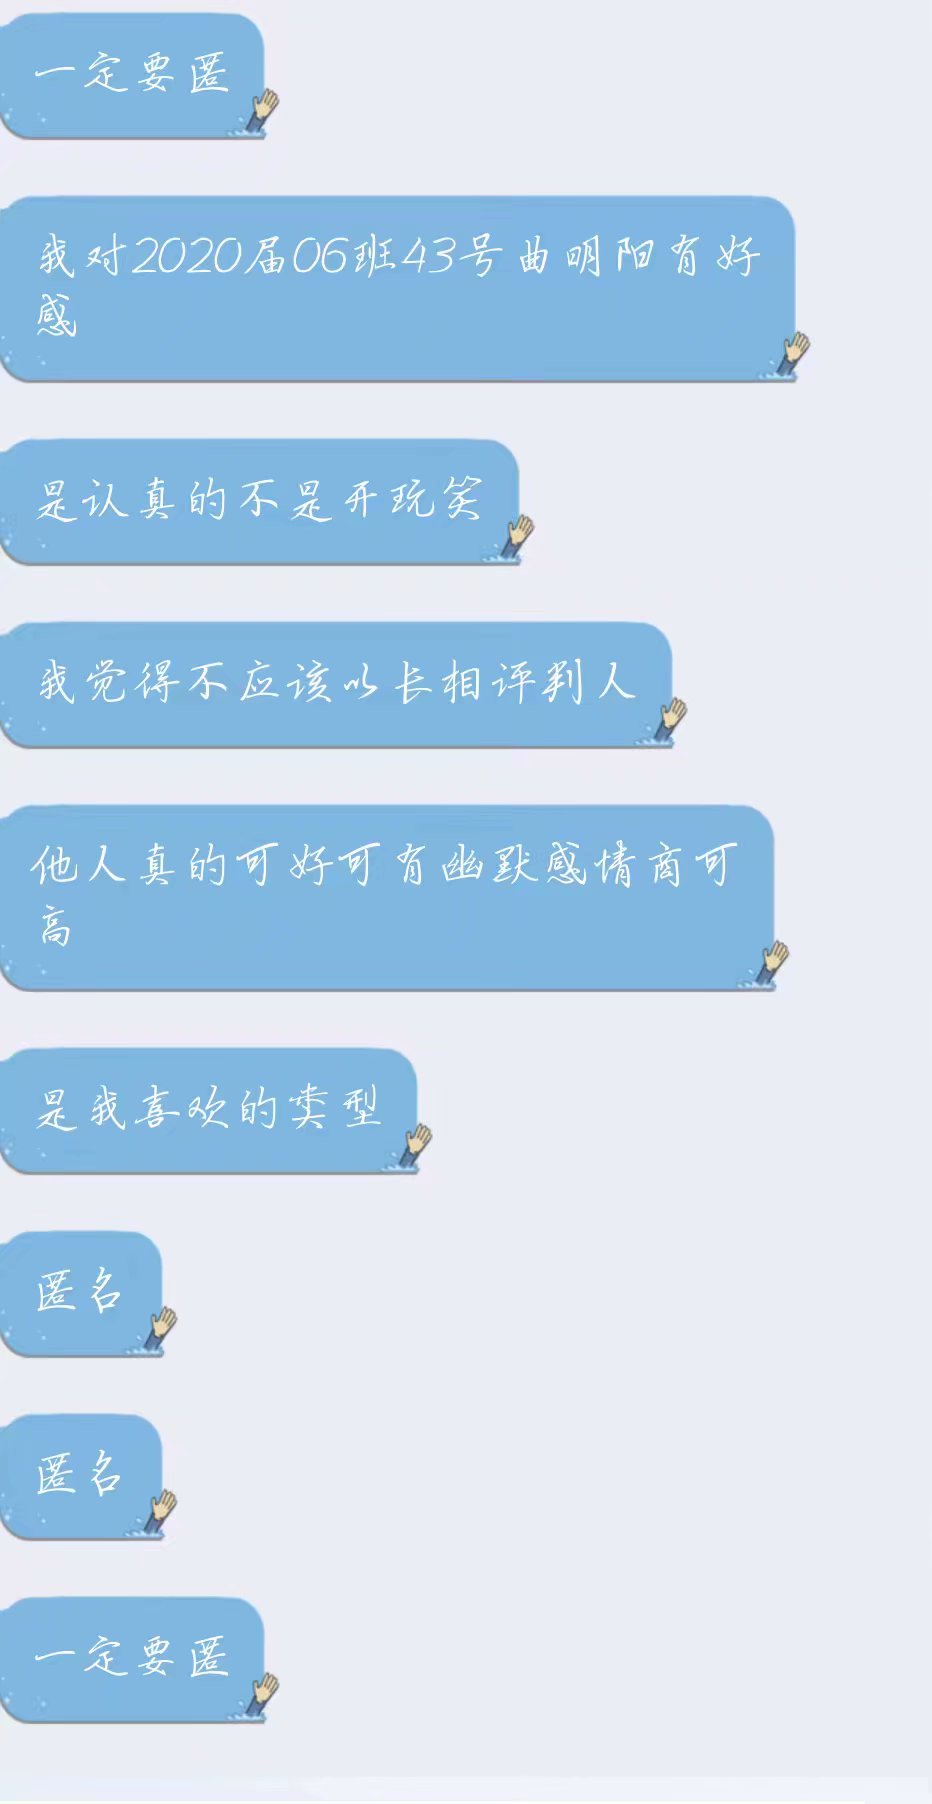 一定要匿
我对2020届06班43号曲明阳有好
感
是认真的不是开玩笑
我觉得不应该以长相评判人
他人真的可好可有幽默感情商可
高
是我喜欢的类型
匿名
匿名
一定要匿